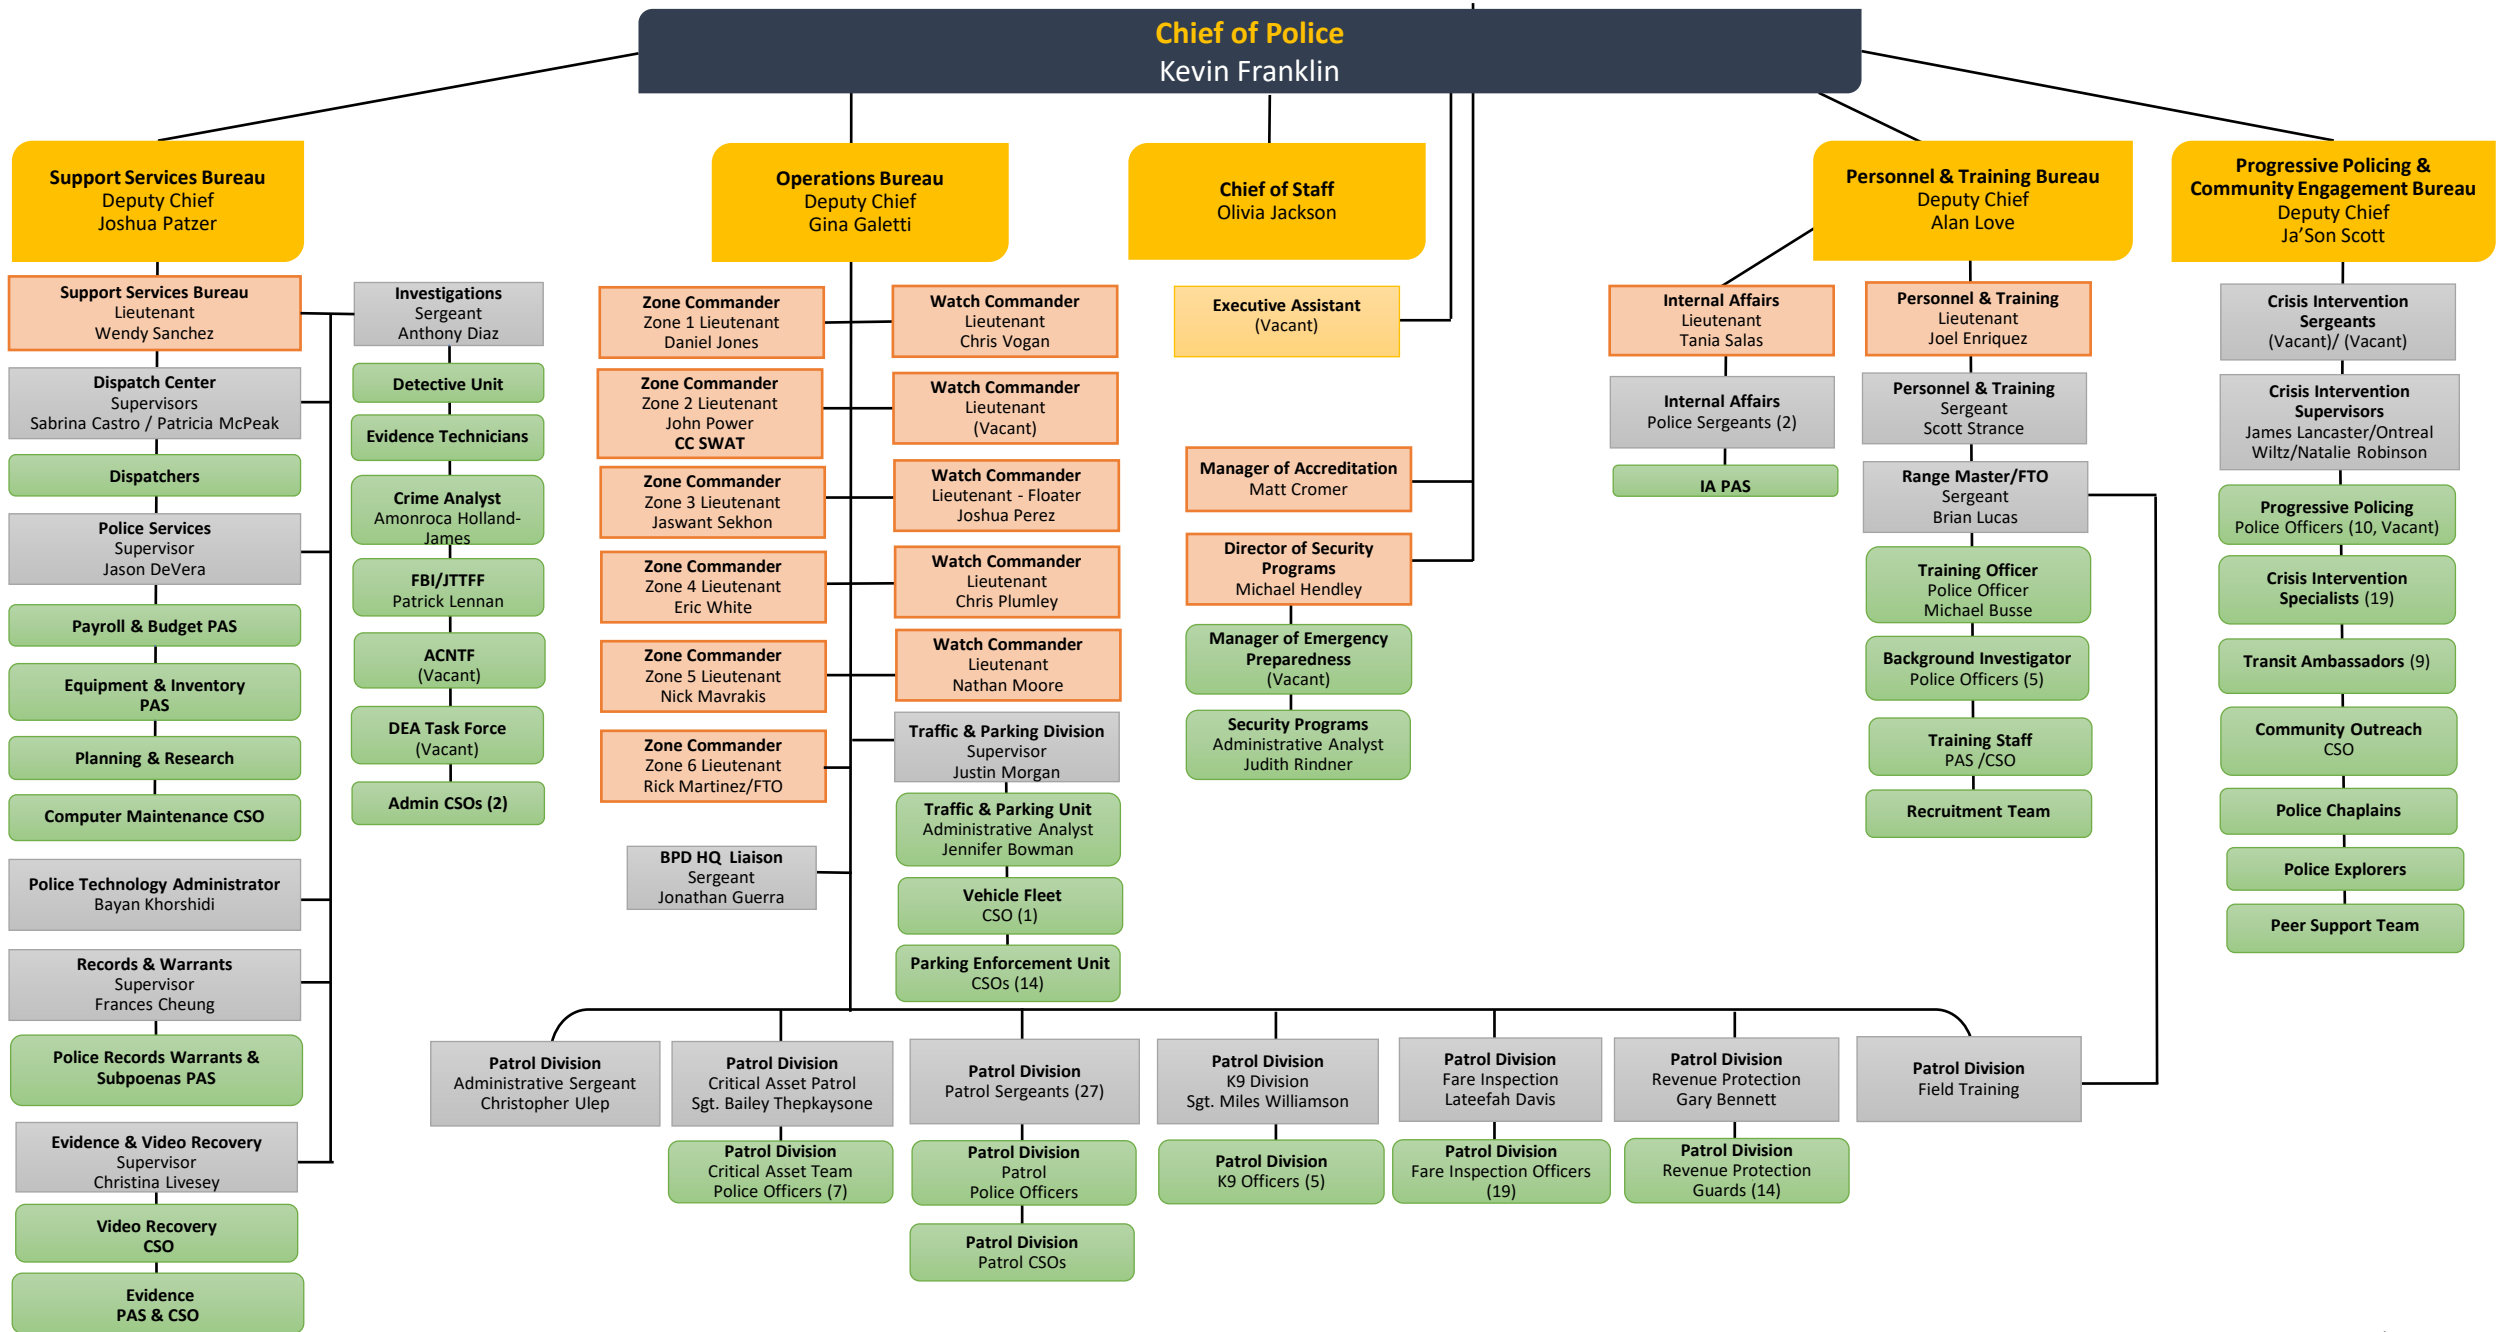 Chief of Police
Kevin Franklin
Support Services Bureau
Deputy Chief
Joshua Patzer
Operations Bureau
Deputy Chief
Gina Galetti
Chief of Staff
Olivia Jackson
Personnel & Training Bureau
Deputy Chief
Alan Love
Progressive Policing &
Community Engagement Bureau
Deputy Chief
Ja'Son Scott
Support Services Bureau
Lieutenant
Wendy Sanchez
Dispatch Center
Supervisors
Sabrina Castro / Patricia McPeak
Dispatchers
Police Services
Supervisor
Jason DeVera
Payroll & Budget PAS
Equipment & Inventory
PAS
Planning & Research
Computer Maintenance CSO
Police Technology Administrator
Bayan Khorshidi
Records & Warrants
Supervisor
Frances Cheung
Police Records Warrants &
Subpoenas PAS
Evidence & Video Recovery
Supervisor
Christina Livesey
Video Recovery
CSO
Evidence
PAS & CSO
Investigations
Sergeant
Anthony Diaz
Detective Unit
Evidence Technicians
Crime Analyst
Amonroca Holland-
James
FBI/JTTFF
Patrick Lennan
ACNTF
(Vacant)
DEA Task Force
(Vacant)
Admin CSOs (2)
Zone Commander
Zone 1 Lieutenant
Daniel Jones
Zone Commander
Zone 2 Lieutenant
John Power
CC SWAT
Zone Commander
Zone 3 Lieutenant
Jaswant Sekhon
Zone Commander
Zone 4 Lieutenant
Eric White
Zone Commander
Zone 5 Lieutenant
Nick Mavrakis
Zone Commander
Zone 6 Lieutenant
Rick Martinez/FTO
BPD HQ Liaison
Sergeant
Jonathan Guerra
Watch Commander
Lieutenant
Chris Vogan
Watch Commander
Lieutenant
(Vacant)
Watch Commander
Lieutenant - Floater
Joshua Perez
Watch Commander
Lieutenant
Chris Plumley
Watch Commander
Lieutenant
Nathan Moore
Traffic & Parking Division
Supervisor
Justin Morgan
Traffic & Parking Unit
Administrative Analyst
Jennifer Bowman
Vehicle Fleet
CSO (1)
Parking Enforcement Unit
CSOs (14)
Executive Assistant
(Vacant)
Manager of Accreditation
Matt Cromer
Director of Security
Programs
Michael Hendley
Manager of Emergency
Preparedness
(Vacant)
Security Programs
Administrative Analyst
Judith Rindner
Internal Affairs
Lieutenant
Tania Salas
Internal Affairs
Police Sergeants (2)
IA PAS
Personnel & Training
Lieutenant
Joel Enriquez
Personnel & Training
Sergeant
Scott Strance
Range Master/FTO
Sergeant
Brian Lucas
Training Officer
Police Officer
Michael Busse
Background Investigator
Police Officers (5)
Training Staff
PAS /CSO
Recruitment Team
Crisis Intervention
Sergeants
(Vacant)/ (Vacant)
Crisis Intervention
Supervisors
James Lancaster/Ontreal
Wiltz/Natalie Robinson
Progressive Policing
Police Officers (10, Vacant)
Crisis Intervention
Specialists (19)
Transit Ambassadors (9)
Community Outreach
CSO
Police Chaplains
Police Explorers
Peer Support Team
Patrol Division
Administrative Sergeant
Christopher Ulep
Patrol Division
Critical Asset Patrol
Sgt. Bailey Thepkaysone
Patrol Division
Critical Asset Team
Police Officers (7)
Patrol Division
Patrol Sergeants (27)
Patrol Division
Patrol
Police Officers
Patrol Division
Patrol CSOs
Patrol Division
K9 Division
Sgt. Miles Williamson
Patrol Division
K9 Officers (5)
Patrol Division
Fare Inspection
Lateefah Davis
Patrol Division
Fare Inspection Officers
(19)
Patrol Division
Revenue Protection
Gary Bennett
Patrol Division
Revenue Protection
Guards (14)
Patrol Division
Field Training